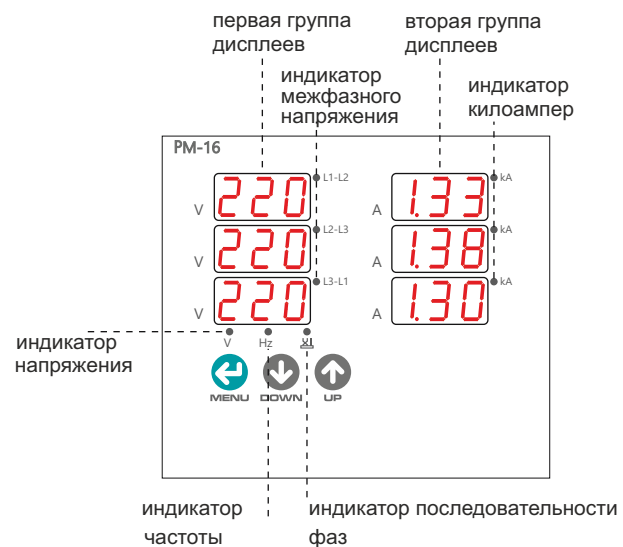 первая группа
дисплеев
вторая группа
дисплеев
индикатор
межфазного
напряжения
индикатор
килоампер
PM-16
V 220 L1-L2
A 1.33 kA
V 220 L2-L3
A 1.38 kA
V 220 L3-L1
A 1.30 kA
индикатор
напряжения
V Hz
MENU DOWN UP
индикатор
частоты
индикатор последовательности
фаз